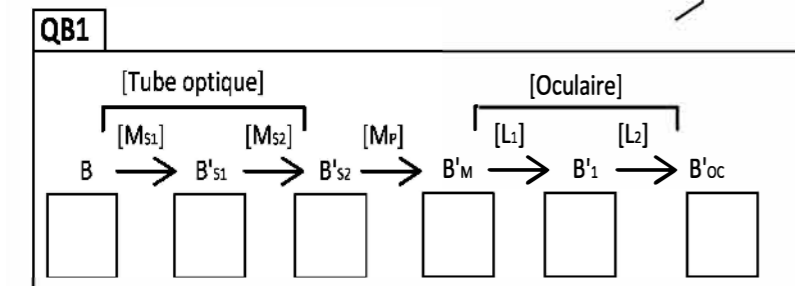 QB1
[Tube optique] [Oculaire]
[Ms1] [Ms2] [MP] [L1] [L2]
B B's1 B's2 B'M B'1 B'oc